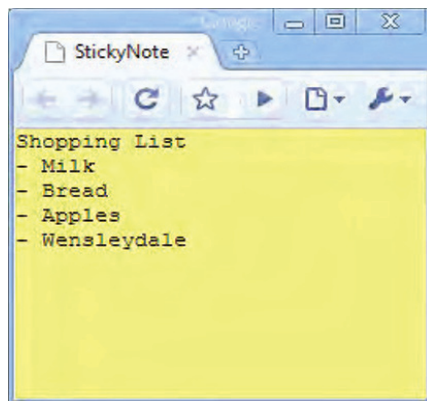 StickyNote
Shopping List
- Milk
- Bread
- Apples
- Wensleydale